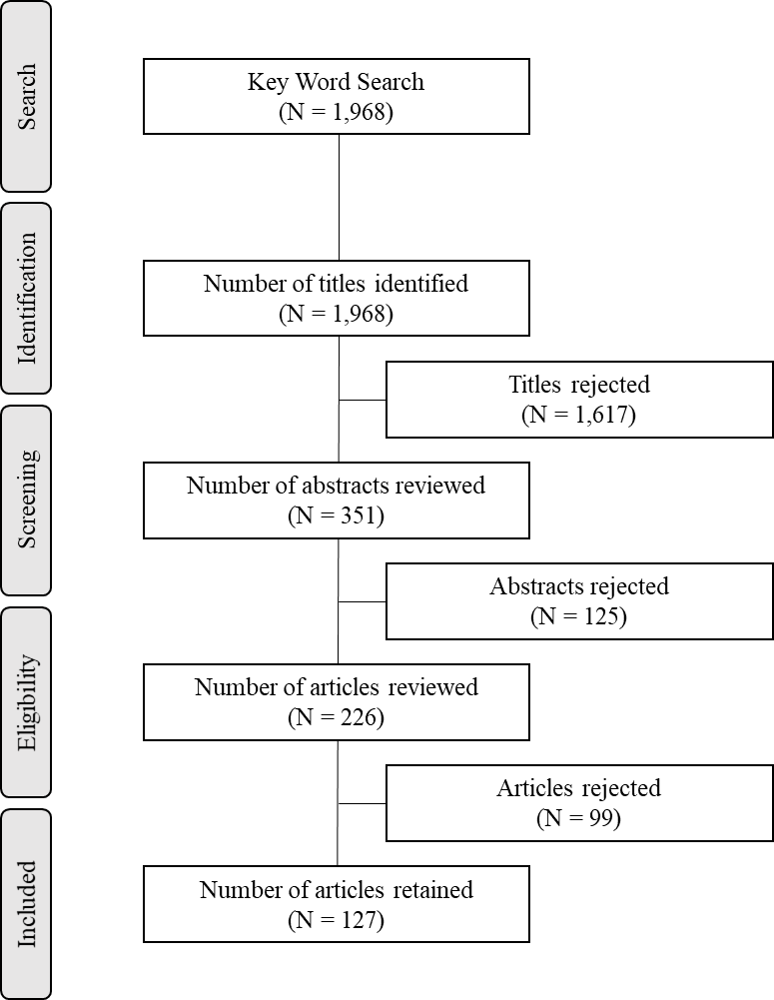 Search
Key Word Search
(N = 1,968)
Identification
Number of titles identified
(N = 1,968)
Titles rejected
(N = 1,617)
Screening
Number of abstracts reviewed
(N = 351)
Abstracts rejected
(N = 125)
Eligibility
Number of articles reviewed
(N = 226)
Articles rejected
(N = 99)
Included
Number of articles retained
(N = 127)